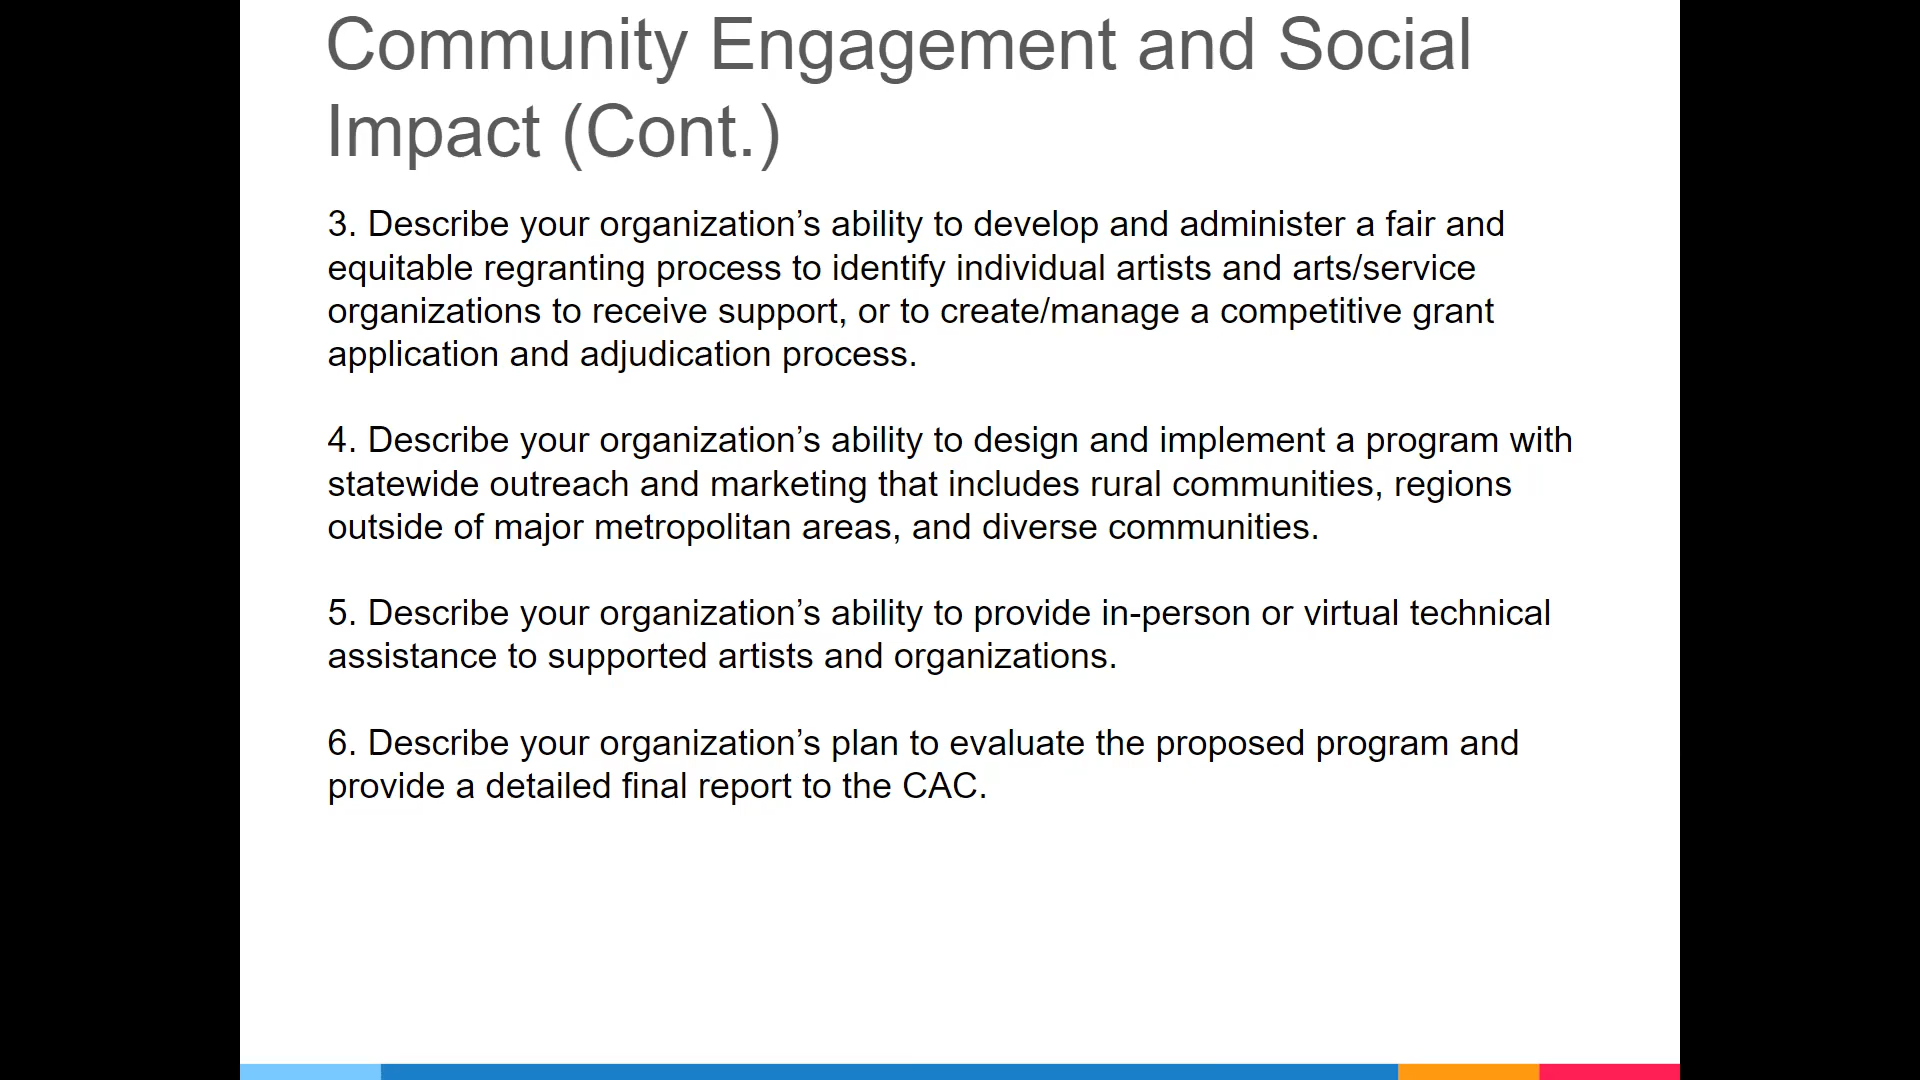 Community Engagement and Social
Impact (Cont.)
3. Describe your organization’s ability to develop and administer a fair and
equitable regranting process to identify individual artists and arts/service
organizations to receive support, or to create/manage a competitive grant
application and adjudication process.
4. Describe your organization’s ability to design and implement a program with
statewide outreach and marketing that includes rural communities, regions
outside of major metropolitan areas, and diverse communities.
5. Describe your organization’s ability to provide in-person or virtual technical
assistance to supported artists and organizations.
6. Describe your organization’s plan to evaluate the proposed program and
provide a detailed final report to the CAC.